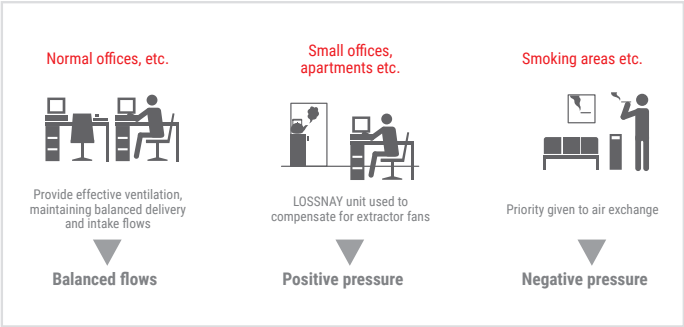 Normal offices, etc.
Provide effective ventilation,
maintaining balanced delivery
and intake flows
Balanced flows
Small offices,
apartments etc.
LOSSNAY unit used to
compensate for extractor fans
Positive pressure
Smoking areas etc.
Priority given to air exchange
Negative pressure